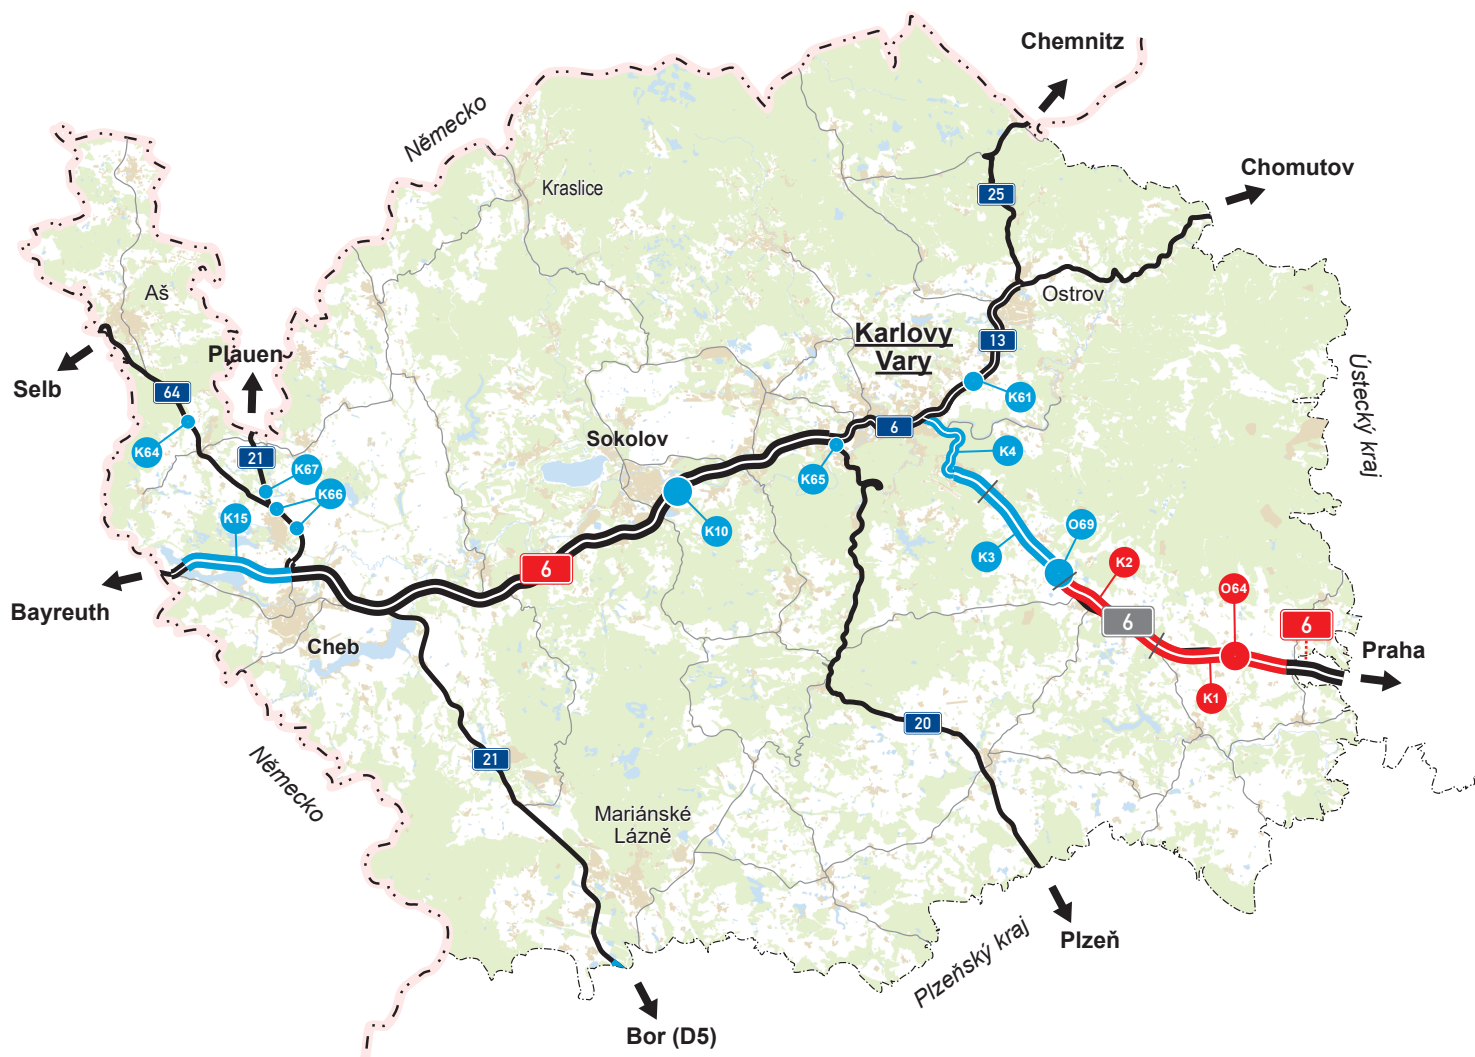 Chemnitz
Německo
Chomutov
Kraslice
25
Aš
Ostrov
Karlovy
Vary
13
Plauen
Selb
64
Ústecký kraj
K61
6
K64
21
Sokolov
K4
K67
K65
K66
K15
K10
O69
K3
K2
6
O64
6
6
Bayreuth
Cheb
Praha
K1
20
21
Německo
Mariánské
Lázně
Plzeňský kraj
Plzeň
Bor (D5)